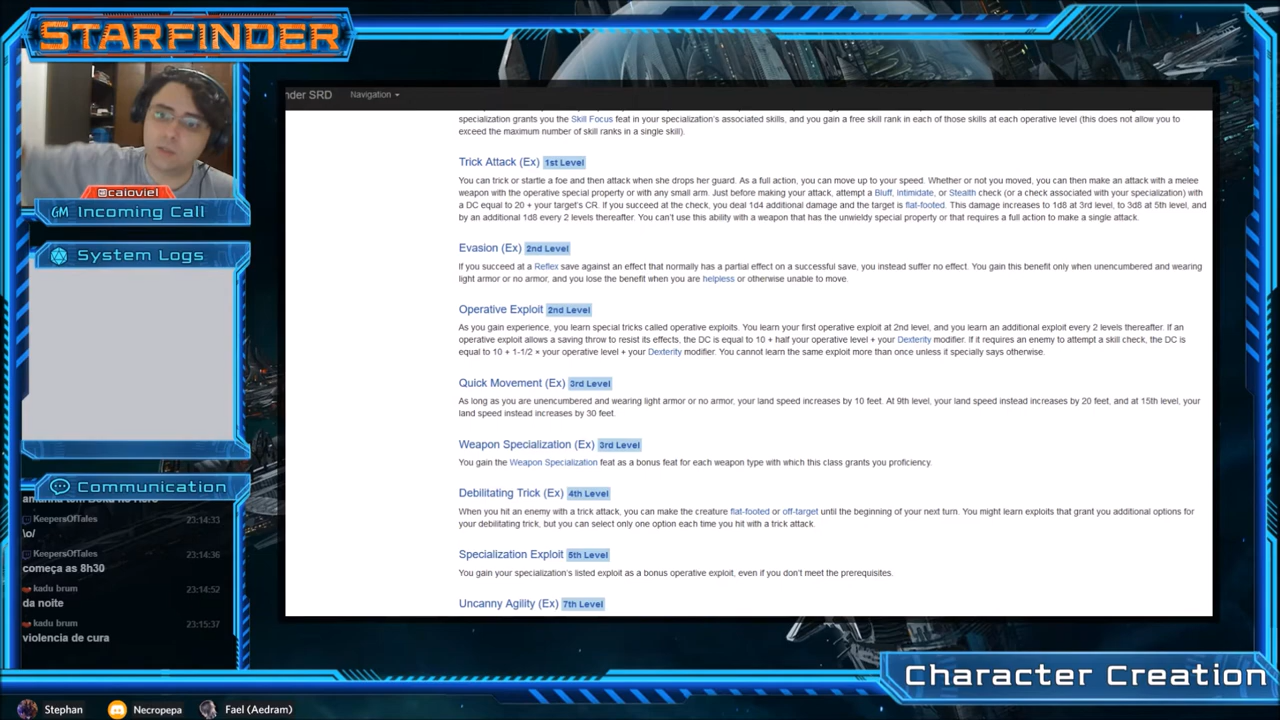 STARFINDER
@caioviel
GM Incoming Call
System Logs
Communication
KeepersOfTales 23:14:33
\o/
KeepersOfTales 23:14:36
começa as 8h30
kadu brum 23:14:52
da noite
kadu brum 23:15:37
violencia de cura
nder SRD Navigation
specialization grants you the Skill Focus feat in your specialization's associated skills, and you gain a free skill rank in each of those skills at each operative level (this does not allow you to
exceed the maximum number of skill ranks in a single skill).
Trick Attack (Ex) 1st Level
You can trick or startle a foe and then attack when she drops her guard. As a full action, you can move up to your speed. Whether or not you moved, you can then make an attack with a melee
weapon with the operative special property or with any small arm. Just before making your attack, attempt a Bluff, Intimidate, or Stealth check (or a check associated with your specialization) with
a DC equal to 20 + your target's CR. If you succeed at the check, you deal 1d4 additional damage and the target is flat-footed. This damage increases to 1d8 at 3rd level, to 3d8 at 5th level, and
by an additional 1d8 every 2 levels thereafter. You can't use this ability with a weapon that has the unwieldy special property or that requires a full action to make a single attack.
Evasion (Ex) 2nd Level
If you succeed at a Reflex save against an effect that normally has a partial effect on a successful save, you instead suffer no effect. You gain this benefit only when unencumbered and wearing
light armor or no armor, and you lose the benefit when you are helpless or otherwise unable to move.
Operative Exploit 2nd Level
As you gain experience, you learn special tricks called operative exploits. You learn your first operative exploit at 2nd level, and you learn an additional exploit every 2 levels thereafter. If an
operative exploit allows a saving throw to resist its effects, the DC is equal to 10 + half your operative level + your Dexterity modifier. If it requires an enemy to attempt a skill check, the DC is
equal to 10 + 1-1/2 × your operative level + your Dexterity modifier. You cannot learn the same exploit more than once unless it specially says otherwise.
Quick Movement (Ex) 3rd Level
As long as you are unencumbered and wearing light armor or no armor, your land speed increases by 10 feet. At 9th level, your land speed instead increases by 20 feet, and at 15th level, your
land speed instead increases by 30 feet.
Weapon Specialization (Ex) 3rd Level
You gain the Weapon Specialization feat as a bonus feat for each weapon type with which this class grants you proficiency.
Debilitating Trick (Ex) 4th Level
When you hit an enemy with a trick attack, you can make the creature flat-footed or off-target until the beginning of your next turn. You might learn exploits that grant you additional options for
your debilitating trick, but you can select only one option each time you hit with a trick attack.
Specialization Exploit 5th Level
You gain your specialization's listed exploit as a bonus operative exploit, even if you don't meet the prerequisites.
Uncanny Agility (Ex) 7th Level
Character Creation
Stephan Necropepa Fael (Aedram)